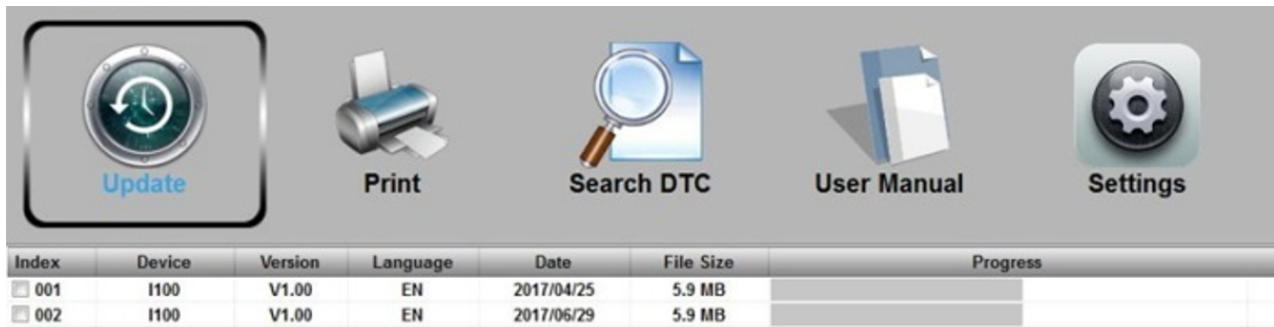 Update Print Search DTC User Manual Settings
Index Device Version Language Date File Size Progress
001 I100 V1.00 EN 2017/04/25 5.9 MB
002 I100 V1.00 EN 2017/06/29 5.9 MB